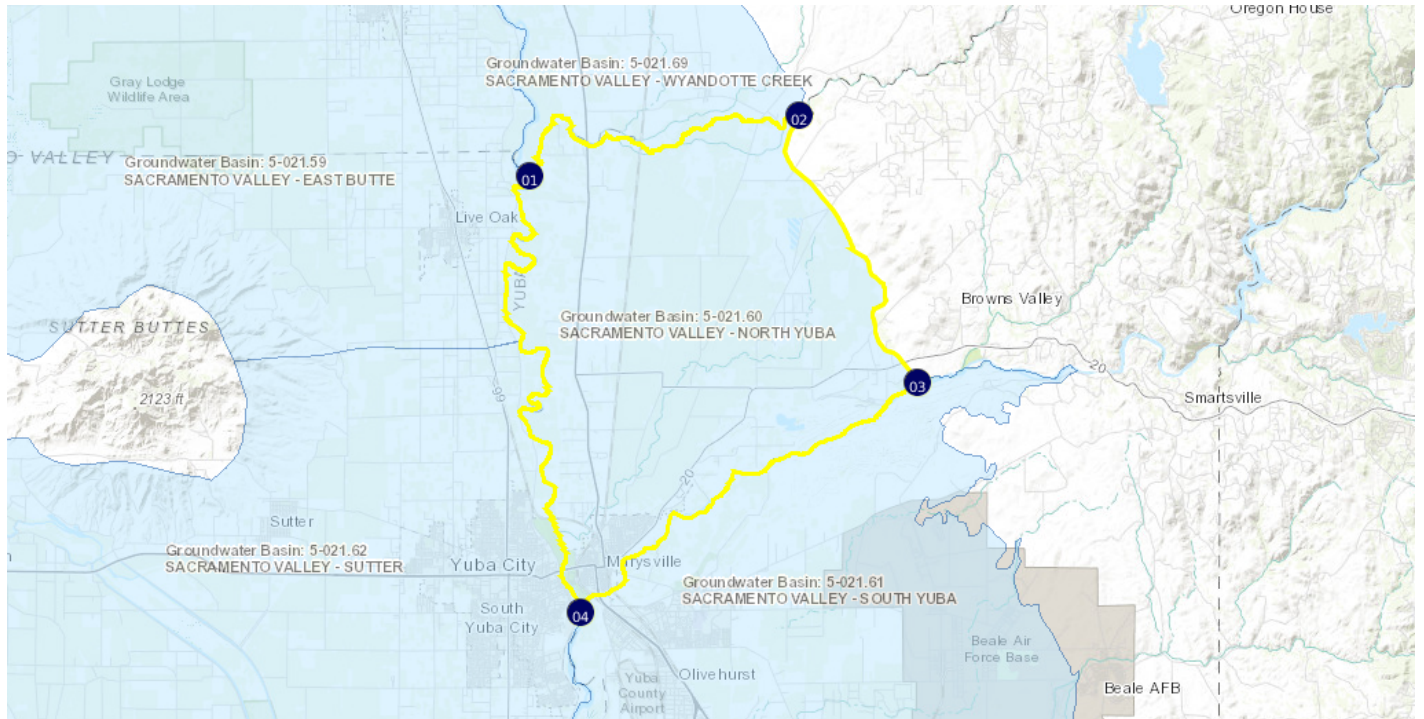 Oregon House
Groundwater Basin: 5-021.69
SACRAMENTO VALLEY - WYANDOTTE CREEK
Gray Lodge
Wildlife Area
02
O VALLEY
Groundwater Basin: 5-021.59
SACRAMENTO VALLEY - EAST BUTTE
01
Live Oak
YUBA
Browns Valley
Groundwater Basin: 5-021.60
SACRAMENTO VALLEY - NORTH YUBA
SUTTER BUTTES
20
03
99
2123 ft
Smartsville
20
Sutter
Groundwater Basin: 5-021.62
SACRAMENTO VALLEY - SUTTER
Yuba City
Marysville
Groundwater Basin: 5-021.61
SACRAMENTO VALLEY - SOUTH YUBA
South
Yuba City
04
Beale Air
Force Base
Olivehurst
Yuba
County
Airport
Beale AFB